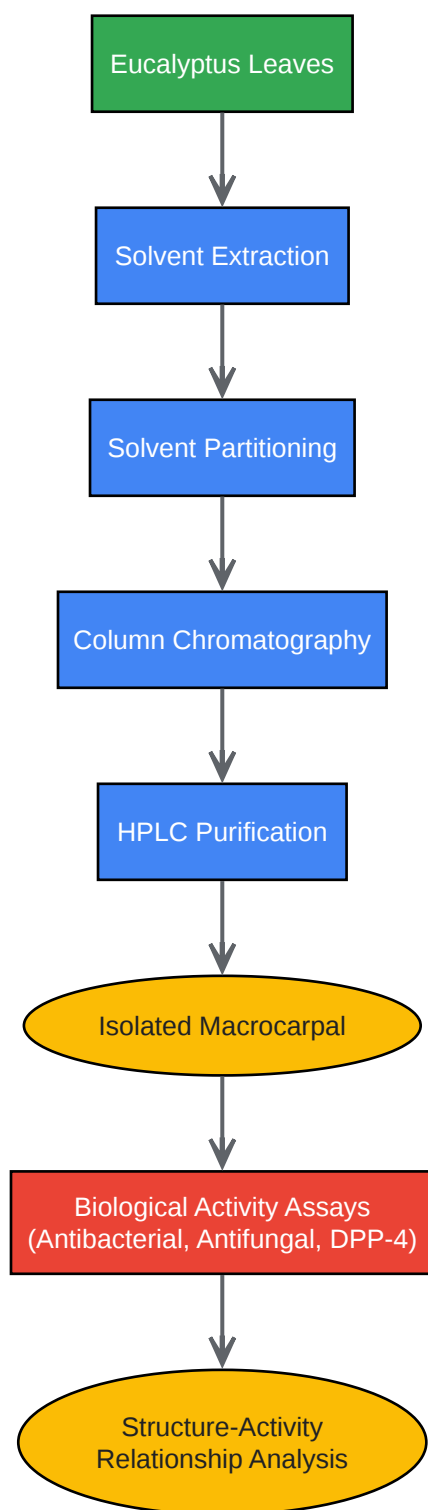 Eucalyptus Leaves
Solvent Extraction
Solvent Partitioning
Column Chromatography
HPLC Purification
Isolated Macrocarpal
Biological Activity Assays
(Antibacterial, Antifungal, DPP-4)
Structure-Activity
Relationship Analysis